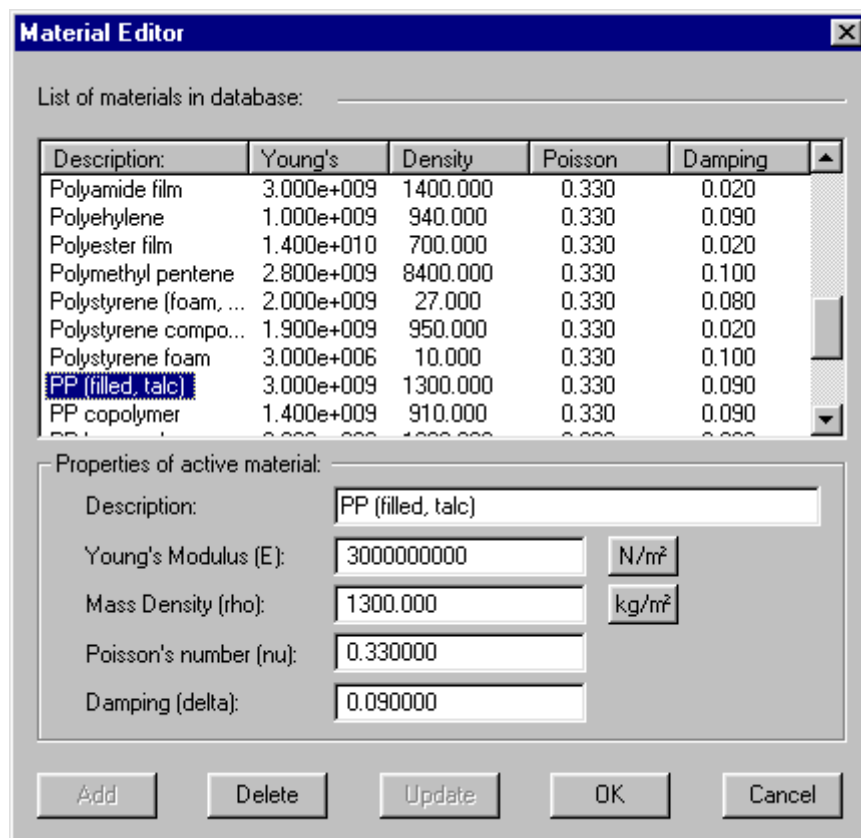 Material Editor
List of materials in database:
Description: Young's Density Poisson Damping
Polyamide film 3.000e+009 1400.000 0.330 0.020
Polyehylene 1.000e+009 940.000 0.330 0.090
Polyester film 1.400e+010 700.000 0.330 0.020
Polymethyl pentene 2.800e+009 8400.000 0.330 0.100
Polystyrene (foam, ... 2.000e+009 27.000 0.330 0.080
Polystyrene compo... 1.900e+009 950.000 0.330 0.020
Polystyrene foam 3.000e+006 10.000 0.330 0.100
PP (filled, talc) 3.000e+009 1300.000 0.330 0.090
PP copolymer 1.400e+009 910.000 0.330 0.090
Properties of active material:
Description: PP (filled, talc)
Young's Modulus (E): 3000000000 N/m²
Mass Density (rho): 1300.000 kg/m²
Poisson's number (nu): 0.330000
Damping (delta): 0.090000
Add Delete Update OK Cancel